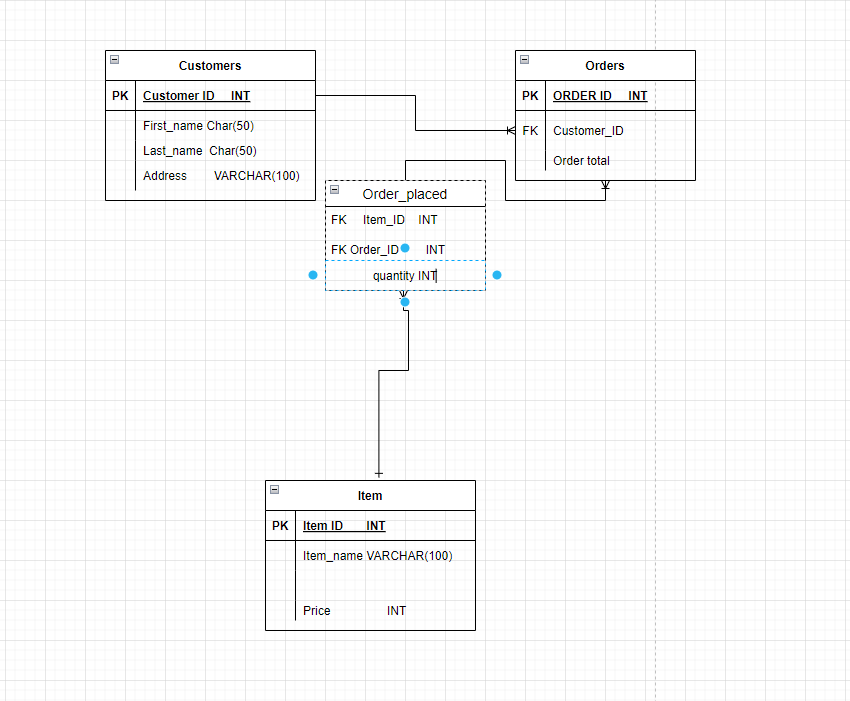 Customers
PK Customer ID INT
First_name Char(50)
Last_name Char(50)
Address VARCHAR(100)
Orders
PK ORDER ID INT
FK Customer_ID
Order total
Order_placed
FK Item_ID INT
FK Order_ID INT
quantity INT
Item
PK Item ID INT
Item_name VARCHAR(100)
Price INT